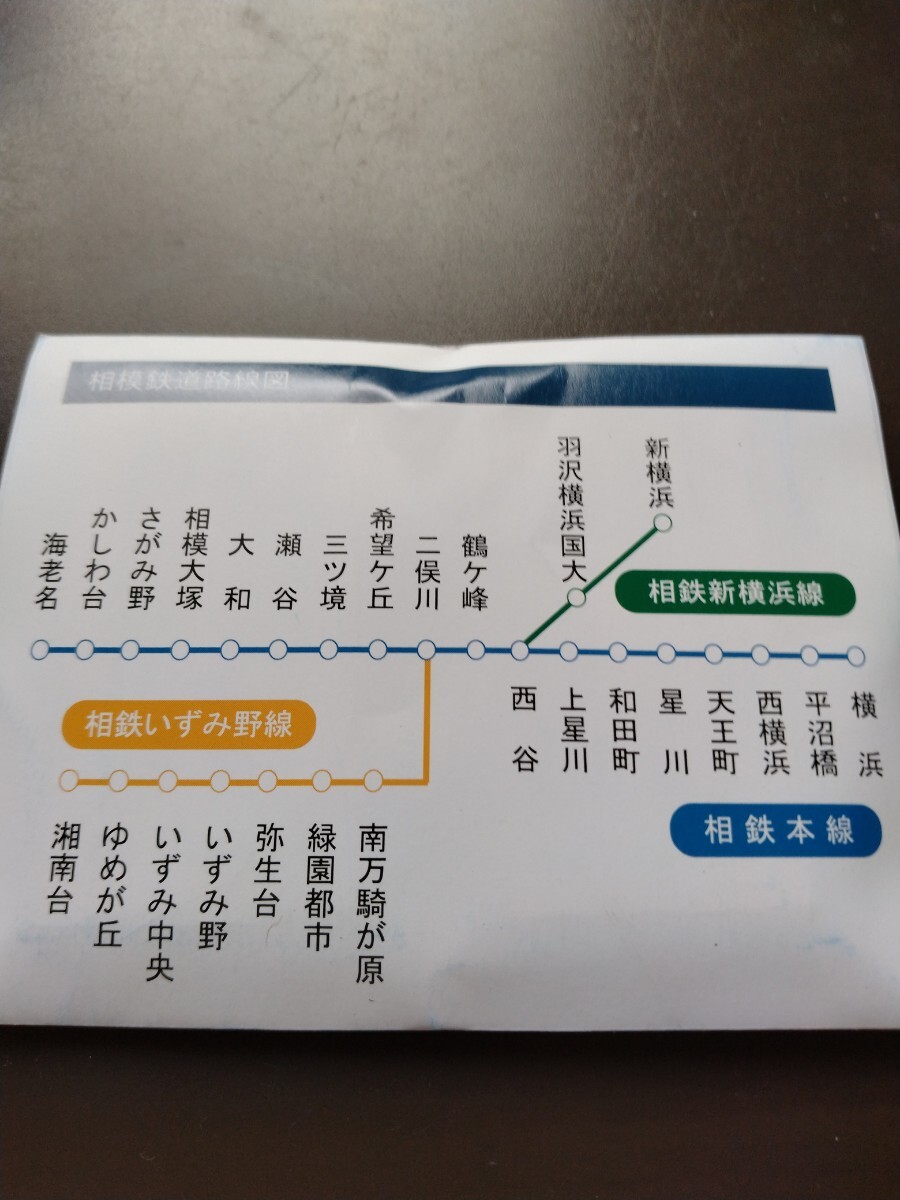 相模鉄道路線図
海老名
かしわ台
さがみ野
相模大塚
大和
瀬谷
三ツ境
希望ケ丘
二俣川
鶴ケ峰
羽沢横浜国大
新横浜
相鉄新横浜線
西谷
上星川
和田町
星川
天王町
西横浜
平沼橋
横浜
相鉄本線
相鉄いずみ野線
湘南台
ゆめが丘
いずみ中央
いずみ野
弥生台
緑園都市
南万騎が原